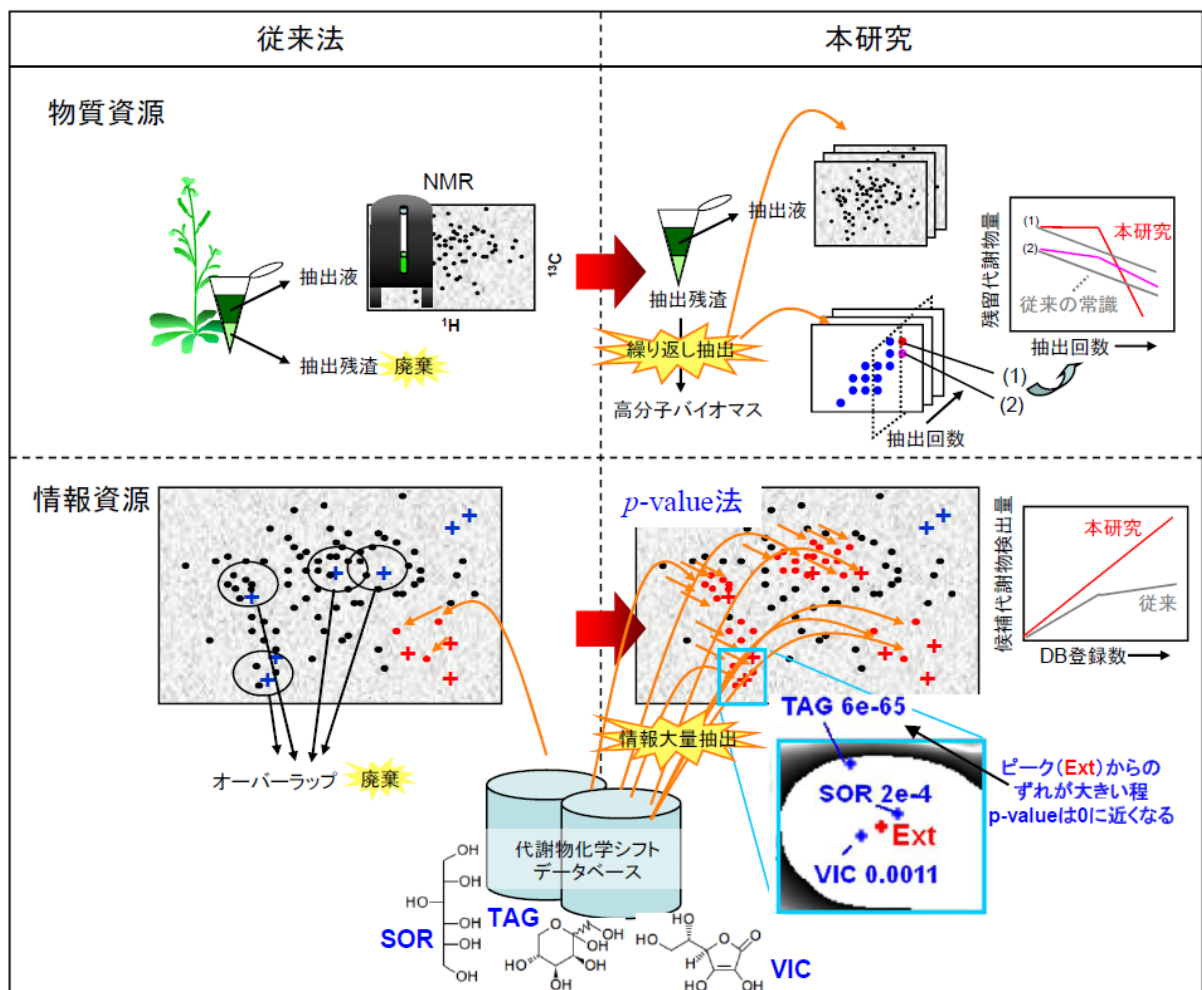 従来法
本研究
物質資源
NMR
抽出液
¹³C
¹H
抽出残渣
廃棄
抽出液
抽出残渣
繰り返し抽出
高分子バイオマス
(1)
(2)
抽出回数
残留代謝物量
(1)
(2)
本研究
従来の常識
抽出回数
情報資源
オーバーラップ
廃棄
p-value法
情報大量抽出
候補代謝物検出量
本研究
従来
DB登録数
TAG 6e-65
SOR 2e-4
Ext
VIC 0.0011
ピーク(Ext)からの
ずれが大きい程
p-valueは0に近くなる
代謝物化学シフト
データベース
SOR
OH
OH
HO
OH
OH
OH
TAG
O
OH
OH
HO
OH
OH
VIC
HO
HO
O
O
H
HO
OH